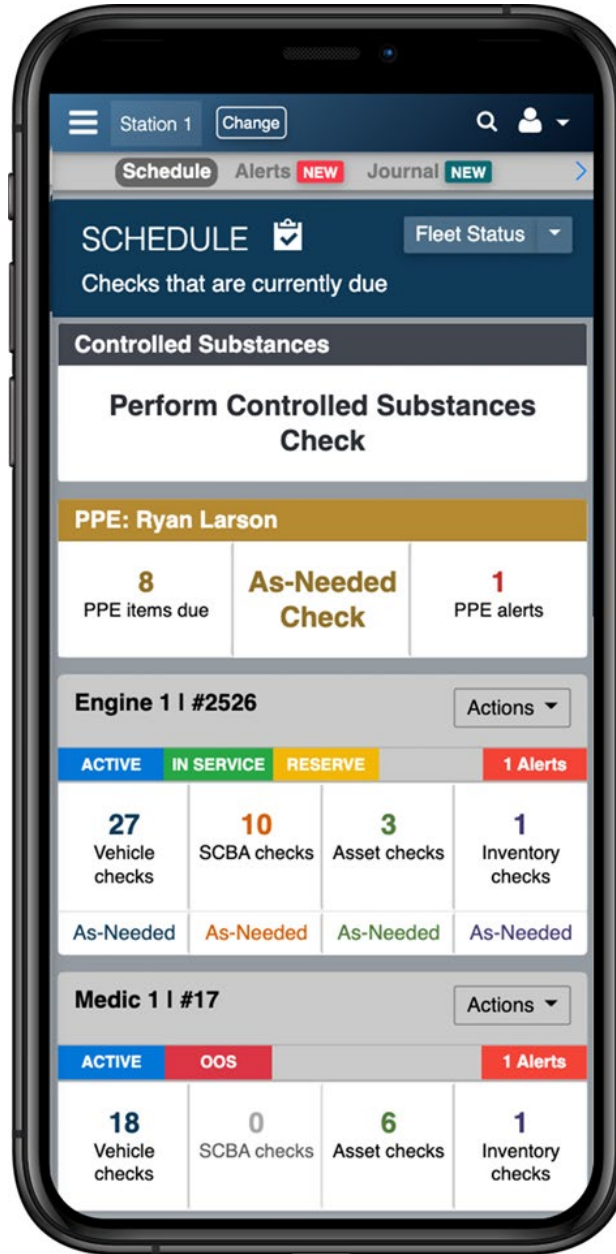 Station 1 Change
Schedule Alerts NEW Journal NEW
SCHEDULE Fleet Status
Checks that are currently due
Controlled Substances
Perform Controlled Substances
Check
PPE: Ryan Larson
8 As-Needed 1
PPE items due Check PPE alerts
Engine 1 | #2526 Actions
ACTIVE IN SERVICE RESERVE 1 Alerts
27 10 3 1
Vehicle SCBA checks Asset checks Inventory
checks checks
As-Needed As-Needed As-Needed As-Needed
Medic 1 | #17 Actions
ACTIVE OOS 1 Alerts
18 0 6 1
Vehicle SCBA checks Asset checks Inventory
checks checks